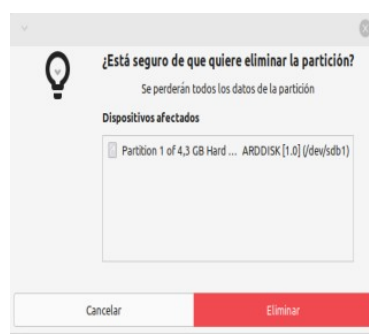 ¿Está seguro de que quiere eliminar la partición?
Se perderán todos los datos de la partición
Dispositivos afectados
Partition 1 of 4,3 GB Hard ... ARDDISK [1.0] (/dev/sdb1)
Cancelar
Eliminar